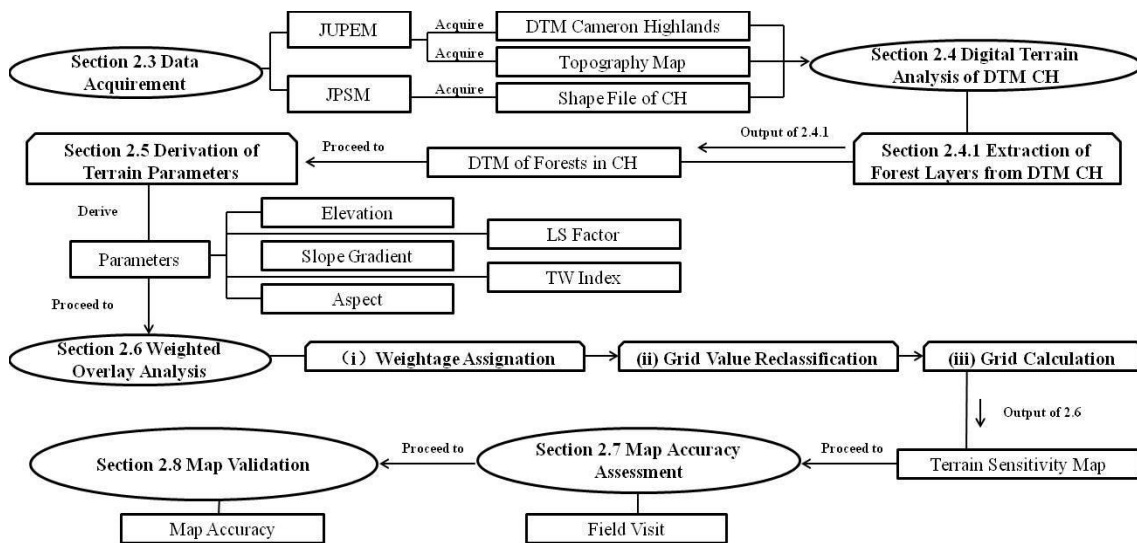 JUPEM
Acquire
DTM Cameron Highlands
Acquire
Topography Map
Section 2.3 Data
Acquirement
Section 2.4 Digital Terrain
Analysis of DTM CH
JPSM
Acquire
Shape File of CH
Output of 2.4.1
Section 2.5 Derivation of
Terrain Parameters
Proceed to
DTM of Forests in CH
Section 2.4.1 Extraction of
Forest Layers from DTM CH
Derive
Elevation
LS Factor
Parameters
Slope Gradient
TW Index
Aspect
Proceed to
Section 2.6 Weighted
Overlay Analysis
(i) Weightage Assignation
(ii) Grid Value Reclassification
(iii) Grid Calculation
Output of 2.6
Section 2.8 Map Validation
Proceed to
Section 2.7 Map Accuracy
Assessment
Proceed to
Terrain Sensitivity Map
Map Accuracy
Field Visit